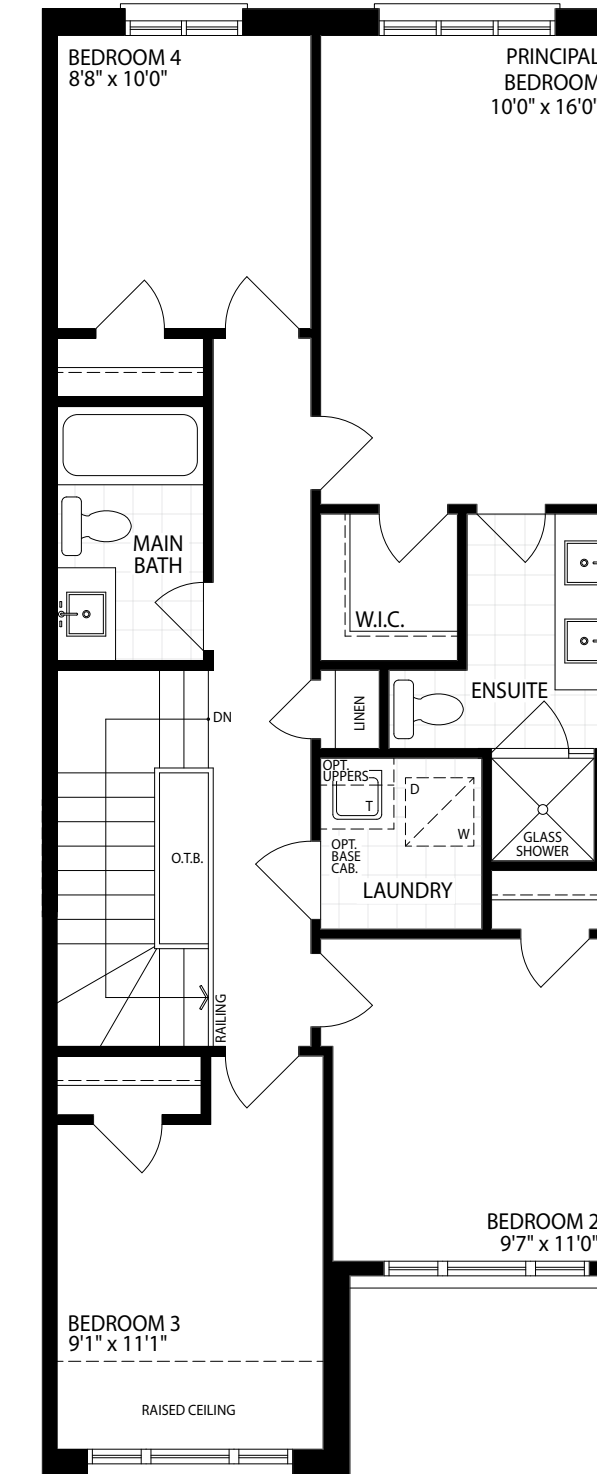 BEDROOM 4
8'8" x 10'0"
PRINCIPAL
BEDROOM
10'0" x 16'0"
MAIN
BATH
W.I.C.
ENSUITE
LINEN
DN
OPT.
UPPERS
T
D
W
OPT.
BASE
CAB.
LAUNDRY
GLASS
SHOWER
O.T.B.
RAILING
BEDROOM 2
9'7" x 11'0"
BEDROOM 3
9'1" x 11'1"
RAISED CEILING